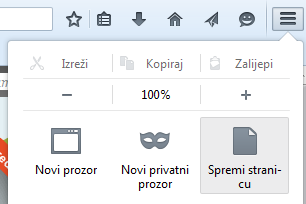 Izreži Kopiraj Zalijepi
100%
Novi prozor
Novi privatni
prozor
Spremi strani-
cu